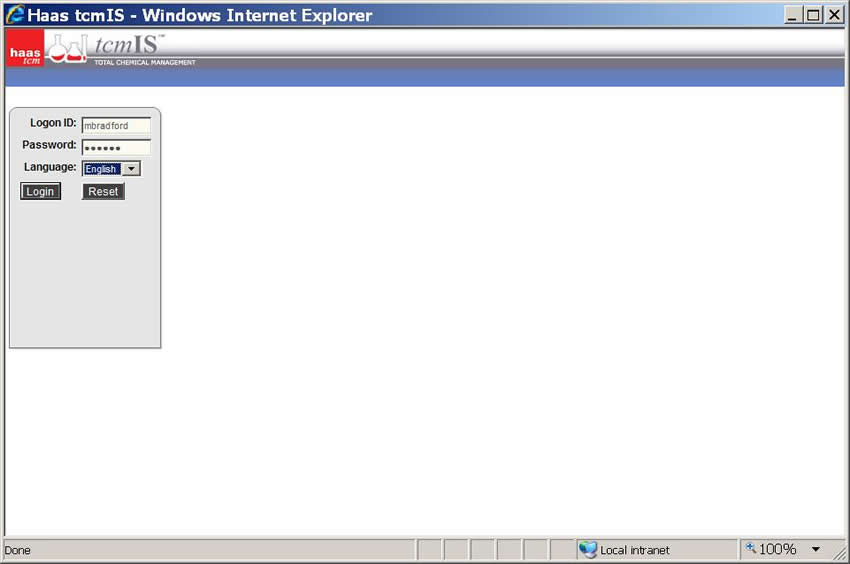 Haas tcmIS - Windows Internet Explorer
haas
tcm
tcmIS™
TOTAL CHEMICAL MANAGEMENT
Logon ID: mbradford
Password: ••••••
Language: English
Login Reset
Done Local intranet 100%